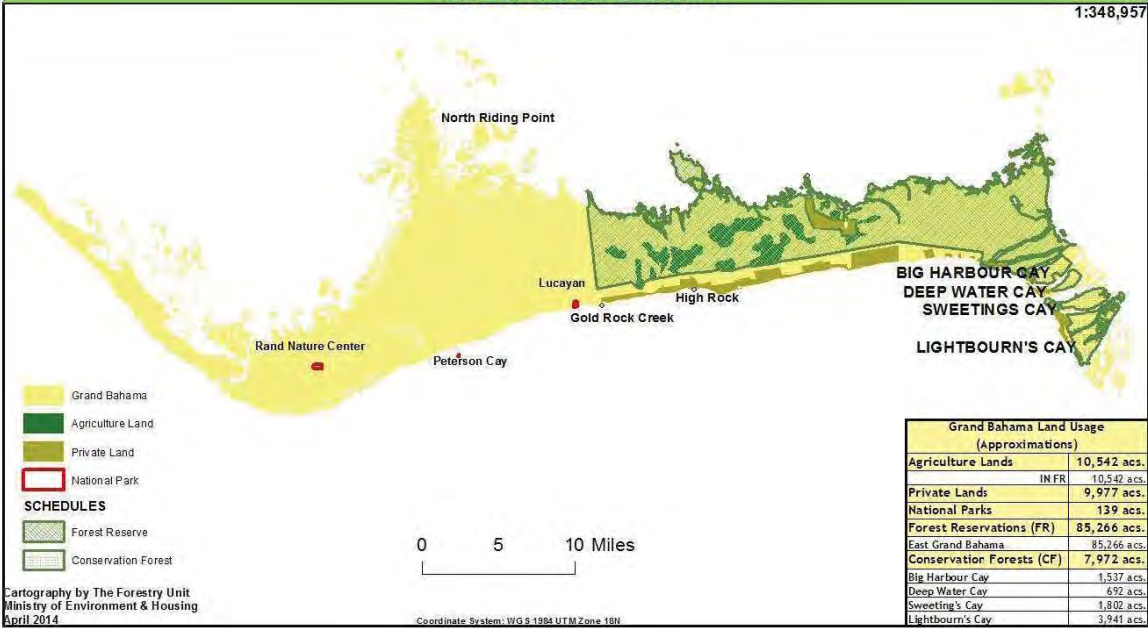 1:348,957
North Riding Point
Lucayan
High Rock
Gold Rock Creek
Rand Nature Center
Peterson Cay
BIG HARBOUR CAY
DEEP WATER CAY
SWEETINGS CAY
LIGHTBOURN'S CAY
Grand Bahama
Agriculture Land
Private Land
National Park
SCHEDULES
Forest Reserve
Conservation Forest
0 5 10 Miles
Cartography by The Forestry Unit
Ministry of Environment & Housing
April 2014
Coordinate System: WGS 1984 UTM Zone 18N
Grand Bahama Land Usage
(Approximations)
Agriculture Lands 10,542 acs.
IN FR 10,542 acs.
Private Lands 9,977 acs.
National Parks 139 acs.
Forest Reservations (FR) 85,266 acs.
East Grand Bahama 85,266 acs.
Conservation Forests (CF) 7,972 acs.
Big Harbour Cay 1,537 acs.
Deep Water Cay 692 acs.
Sweeting's Cay 1,802 acs.
Lightbourn's Cay 3,941 acs.